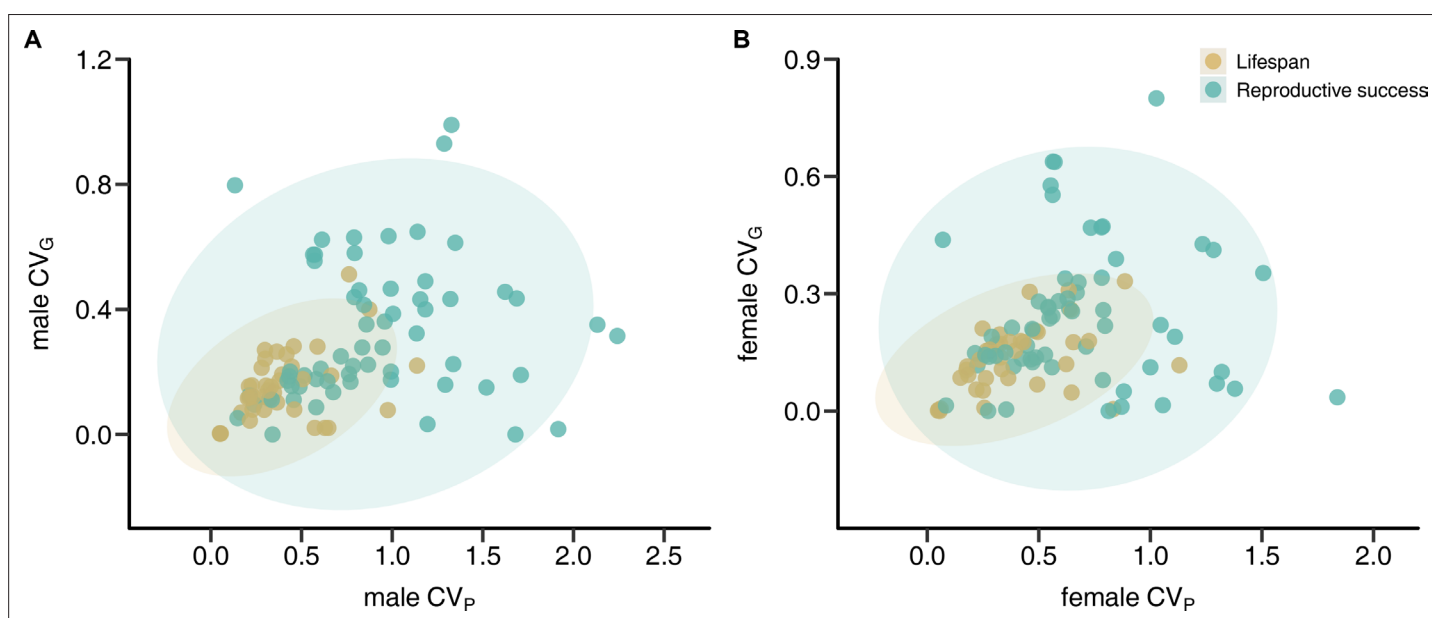 A
1.2
0.8
0.4
0.0
male CVG
0.0 0.5 1.0 1.5 2.0 2.5
male CVP
B
0.9
0.6
0.3
0.0
female CVG
0.0 0.5 1.0 1.5 2.0
female CVP
Lifespan
Reproductive success